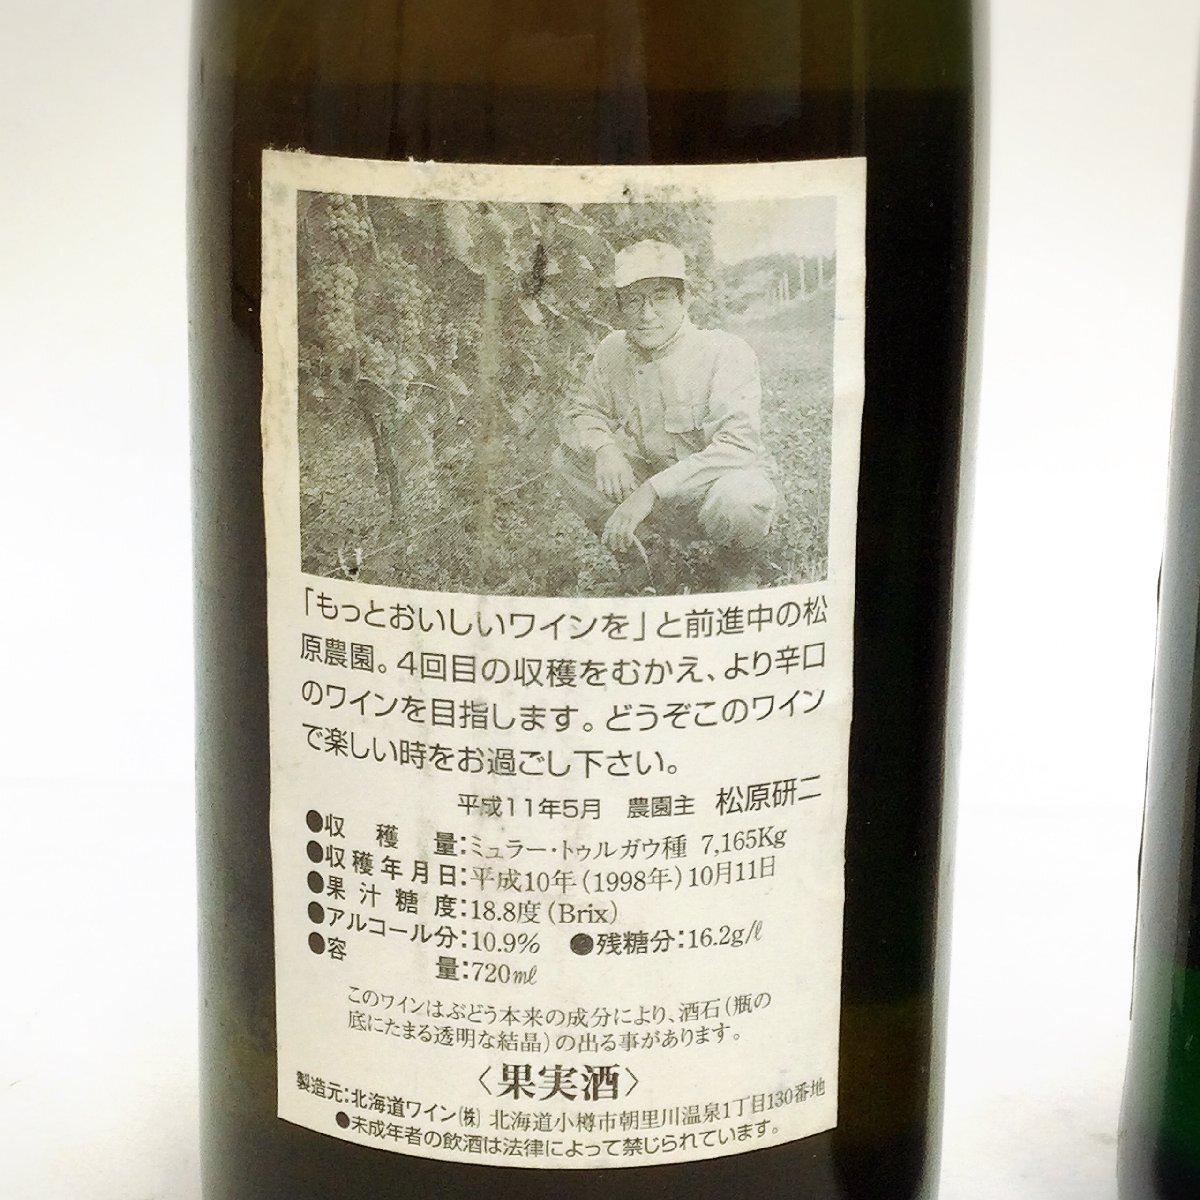 「もっとおいしいワインを」と前進中の松
原農園。4回目の収穫をむかえ、より辛口
のワインを目指します。どうぞこのワイン
で楽しい時をお過ごし下さい。
平成11年5月 農園主 松原研二
●収穫量:ミュラー・トゥルガウ種 7,165Kg
●収穫年月日:平成10年(1998年)10月11日
●果汁糖度:18.8度(Brix)
●アルコール分:10.9% ●残糖分:16.2g/ℓ
●容量:720mℓ
このワインはぶどう本来の成分により、酒石(瓶の
底にたまる透明な結晶)の出る事があります。
〈果実酒〉
製造元:北海道ワイン㈱ 北海道小樽市朝里川温泉1丁目130番地
●未成年者の飲酒は法律によって禁じられています。